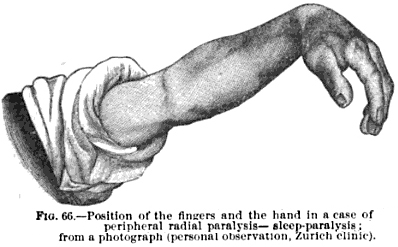 FIG. 66.—Position of the fingers and the hand in a case of
peripheral radial paralysis— sleep-paralysis;
from a photograph (personal observation, Zurich clinic).